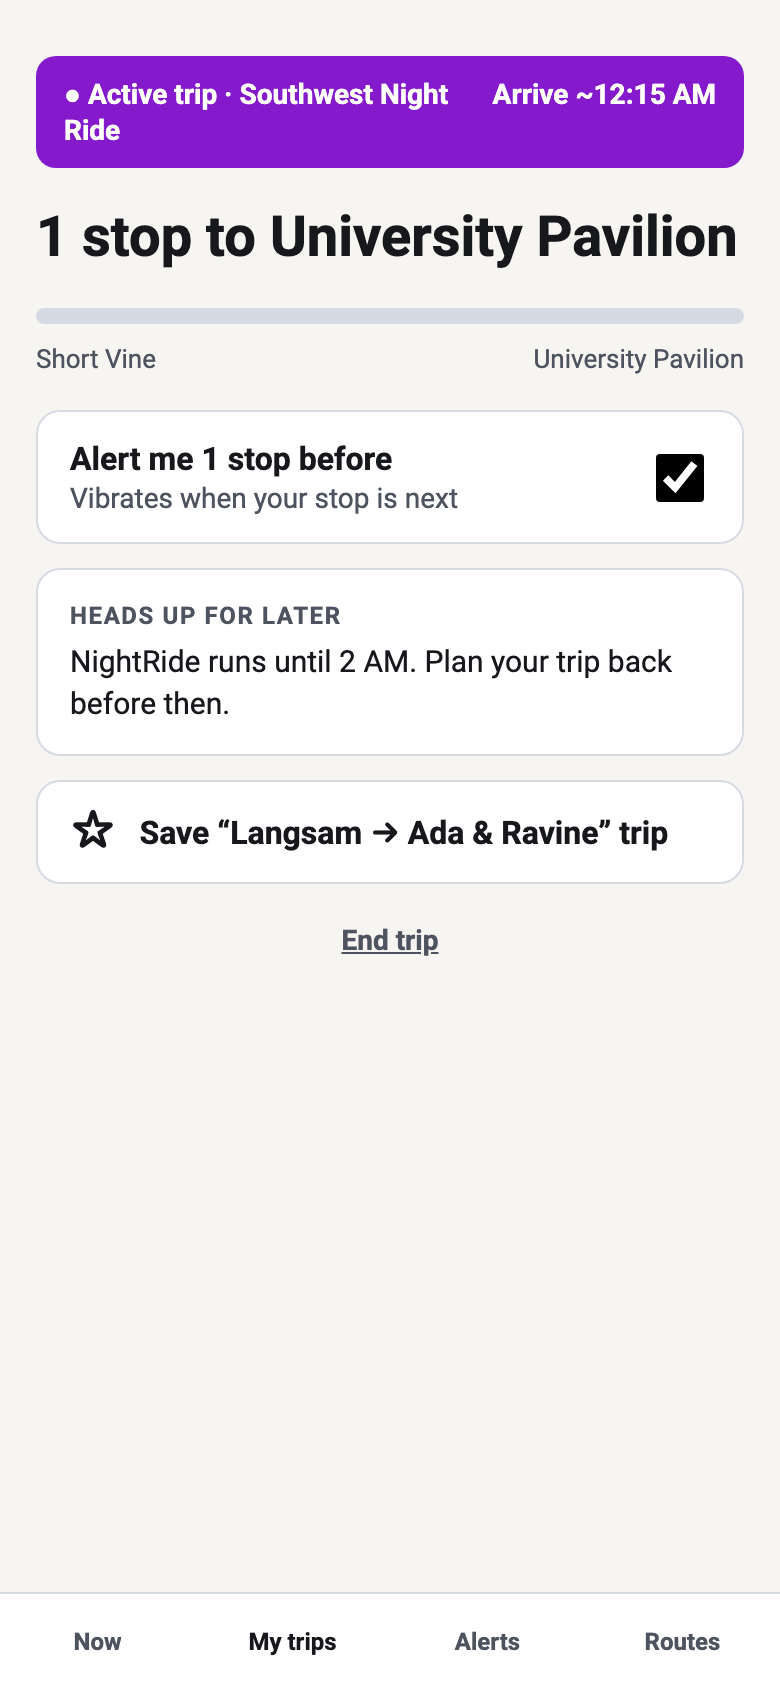 ● Active trip · Southwest Night Ride
Arrive ~12:15 AM
1 stop to University Pavilion
Short Vine
University Pavilion
Alert me 1 stop before
Vibrates when your stop is next
HEADS UP FOR LATER
NightRide runs until 2 AM. Plan your trip back
before then.
Save “Langsam → Ada & Ravine” trip
End trip
Now
My trips
Alerts
Routes